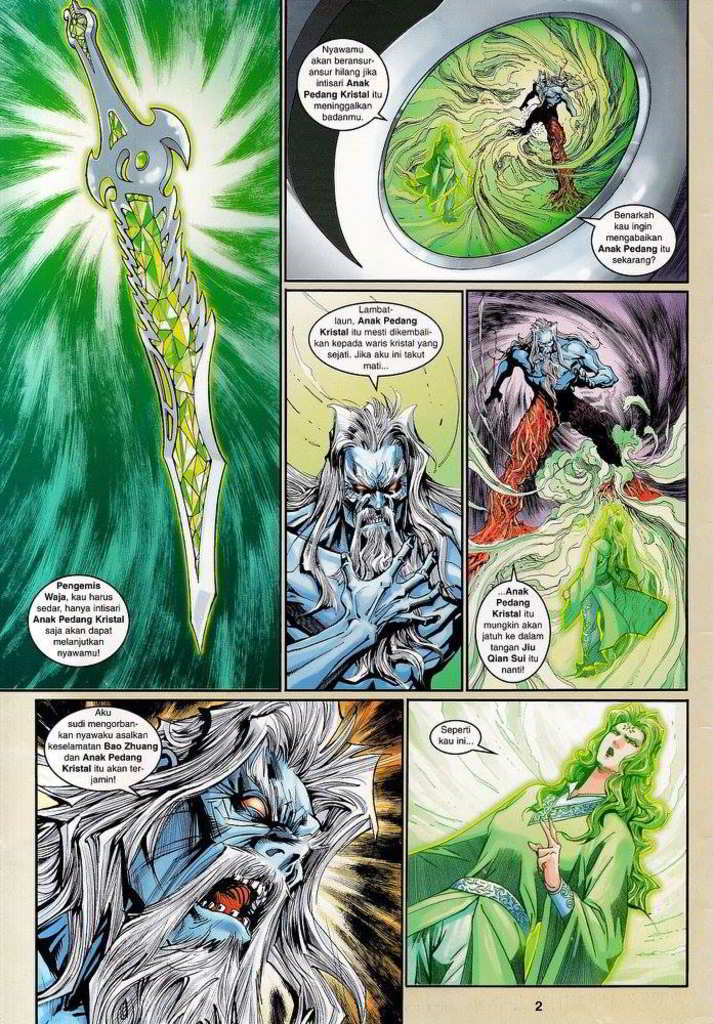 Nyawamu
akan beransur-
ansur hilang jika
intisari Anak
Pedang Kristal itu
meninggalkan
badanmu.
Benarkah
kau ingin
mengabaikan
Anak Pedang itu
sekarang?
Pengemis
Waja, kau harus
sedar, hanya intisari
Anak Pedang Kristal
saja akan dapat
melanjutkan
nyawamu!
Lambat-
laun, Anak Pedang
Kristal itu mesti dikembali-
kan kepada waris kristal yang
sejati. Jika aku ini takut
mati...
...Anak
Pedang
Kristal itu
mungkin akan
jatuh ke dalam
tangan Jiu
Qian Sui itu
nanti!
Aku
sudi mengorban-
kan nyawaku asalkan
keselamatan Bao Zhuang
dan Anak Pedang
Kristal itu akan ter-
jamin!
Seperti
kau ini...
2